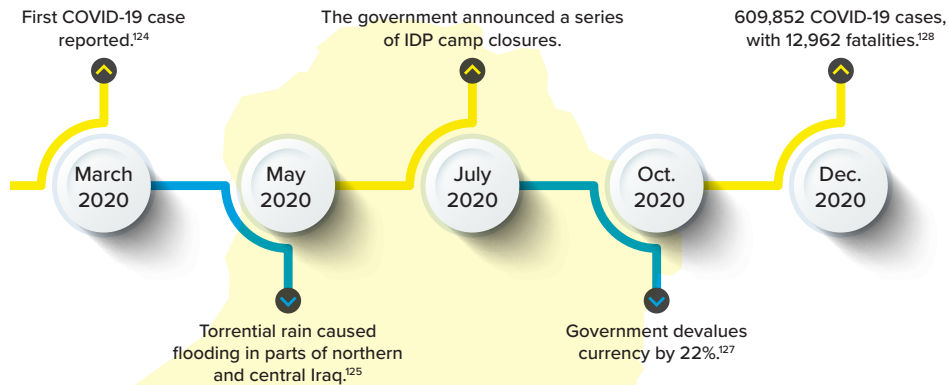 First COVID-19 case
reported.¹²⁴
The government announced a series
of IDP camp closures.
609,852 COVID-19 cases,
with 12,962 fatalities.¹²⁸
March
2020
May
2020
July
2020
Oct.
2020
Dec.
2020
Torrential rain caused
flooding in parts of northern
and central Iraq.¹²⁵
Government devalues
currency by 22%.¹²⁷